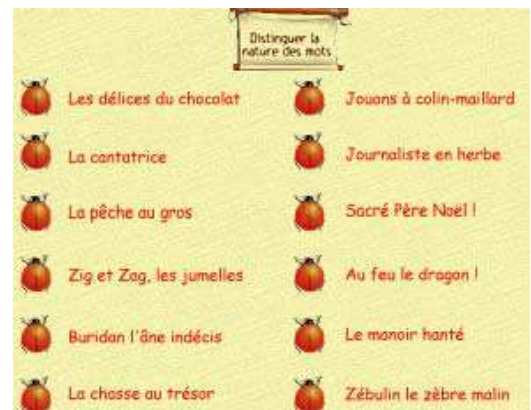 Distinguer la
nature des mots
Les délices du chocolat
La cantatrice
La pêche au gros
Zig et Zag, les jumelles
Buridan l'âne indécis
La chasse au trésor
Jouons à colin-maillard
Journaliste en herbe
Sacré Père Noël !
Au feu le dragon !
Le manoir hanté
Zébulin le zèbre malin